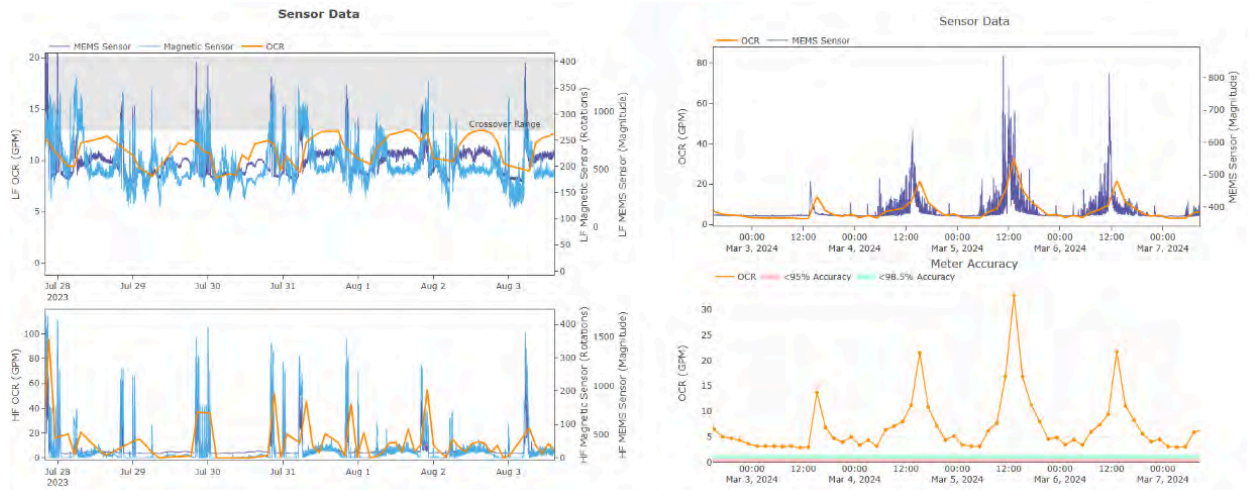 Sensor Data
MEMS Sensor Magnetic Sensor OCR
20
15
10
5
0
LF OCR (GPM)
Crossover Range
400
350
300
250
200
150
100
50
0
LF Magnetic Sensor (Rotations)
1000
500
0
LF MEMS Sensor (Magnitude)
Jul 28 Jul 29 Jul 30 Jul 31 Aug 1 Aug 2 Aug 3
2023
100
80
60
40
20
0
HF OCR (GPM)
400
300
200
100
0
HF Magnetic Sensor (Rotations)
1500
1000
500
HF MEMS Sensor (Magnitude)
Jul 28 Jul 29 Jul 30 Jul 31 Aug 1 Aug 2 Aug 3
2023
Sensor Data
OCR MEMS Sensor
80
60
40
20
0
OCR (GPM)
800
700
600
500
400
MEMS Sensor (Magnitude)
00:00 12:00 00:00 12:00 00:00 12:00 00:00 12:00 00:00
Mar 3, 2024 Mar 4, 2024 Mar 5, 2024 Mar 6, 2024 Mar 7, 2024
Meter Accuracy
OCR <95% Accuracy <98.5% Accuracy
30
25
20
15
10
5
0
OCR (GPM)
00:00 12:00 00:00 12:00 00:00 12:00 00:00 12:00 00:00
Mar 3, 2024 Mar 4, 2024 Mar 5, 2024 Mar 6, 2024 Mar 7, 2024